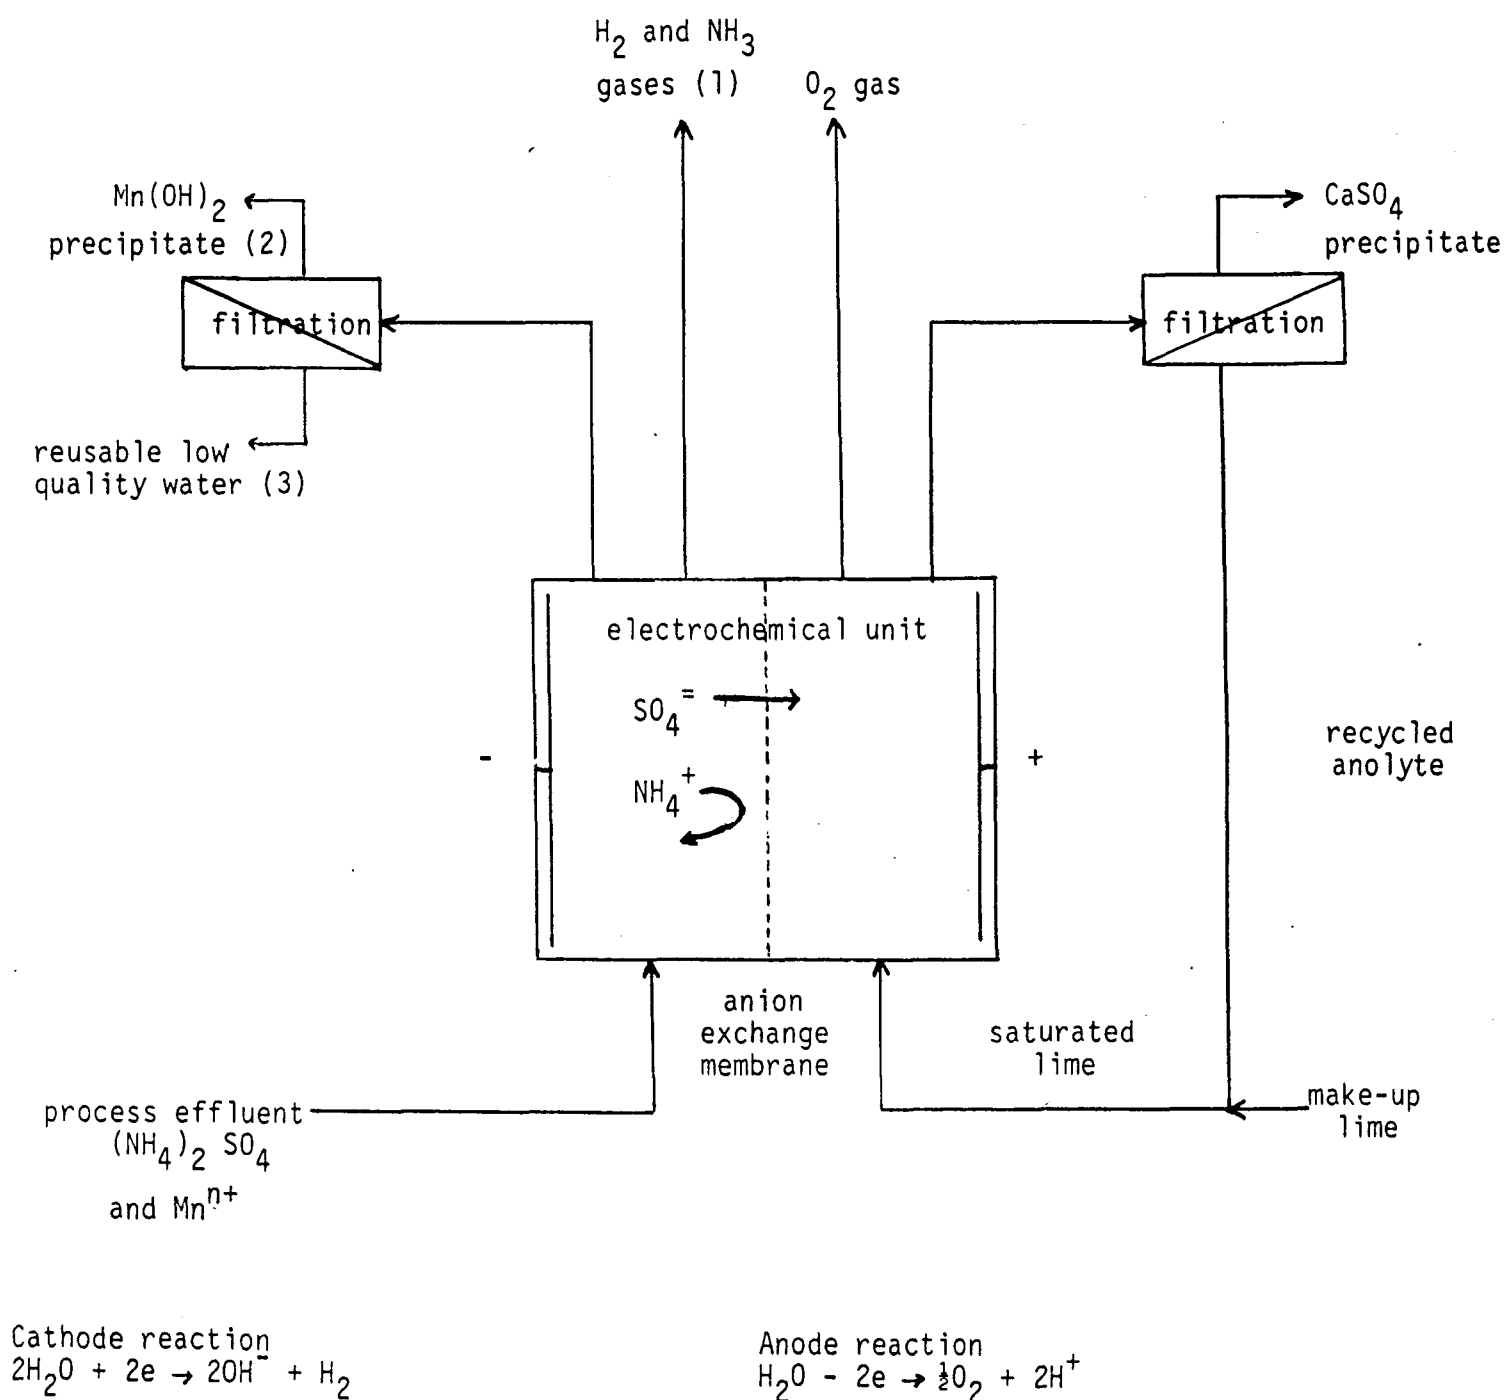 H₂ and NH₃
gases (1)
O₂ gas
Mn(OH)₂
precipitate (2)
CaSO₄
precipitate
filtration
filtration
reusable low
quality water (3)
electrochemical unit
SO₄⁼
NH₄⁺
-
+
recycled
anolyte
anion
exchange
membrane
saturated
lime
make-up
lime
process effluent
(NH₄)₂ SO₄
and Mnⁿ⁺
Cathode reaction
2H₂O + 2e → 2OH⁻ + H₂
Anode reaction
H₂O - 2e → ½O₂ + 2H⁺